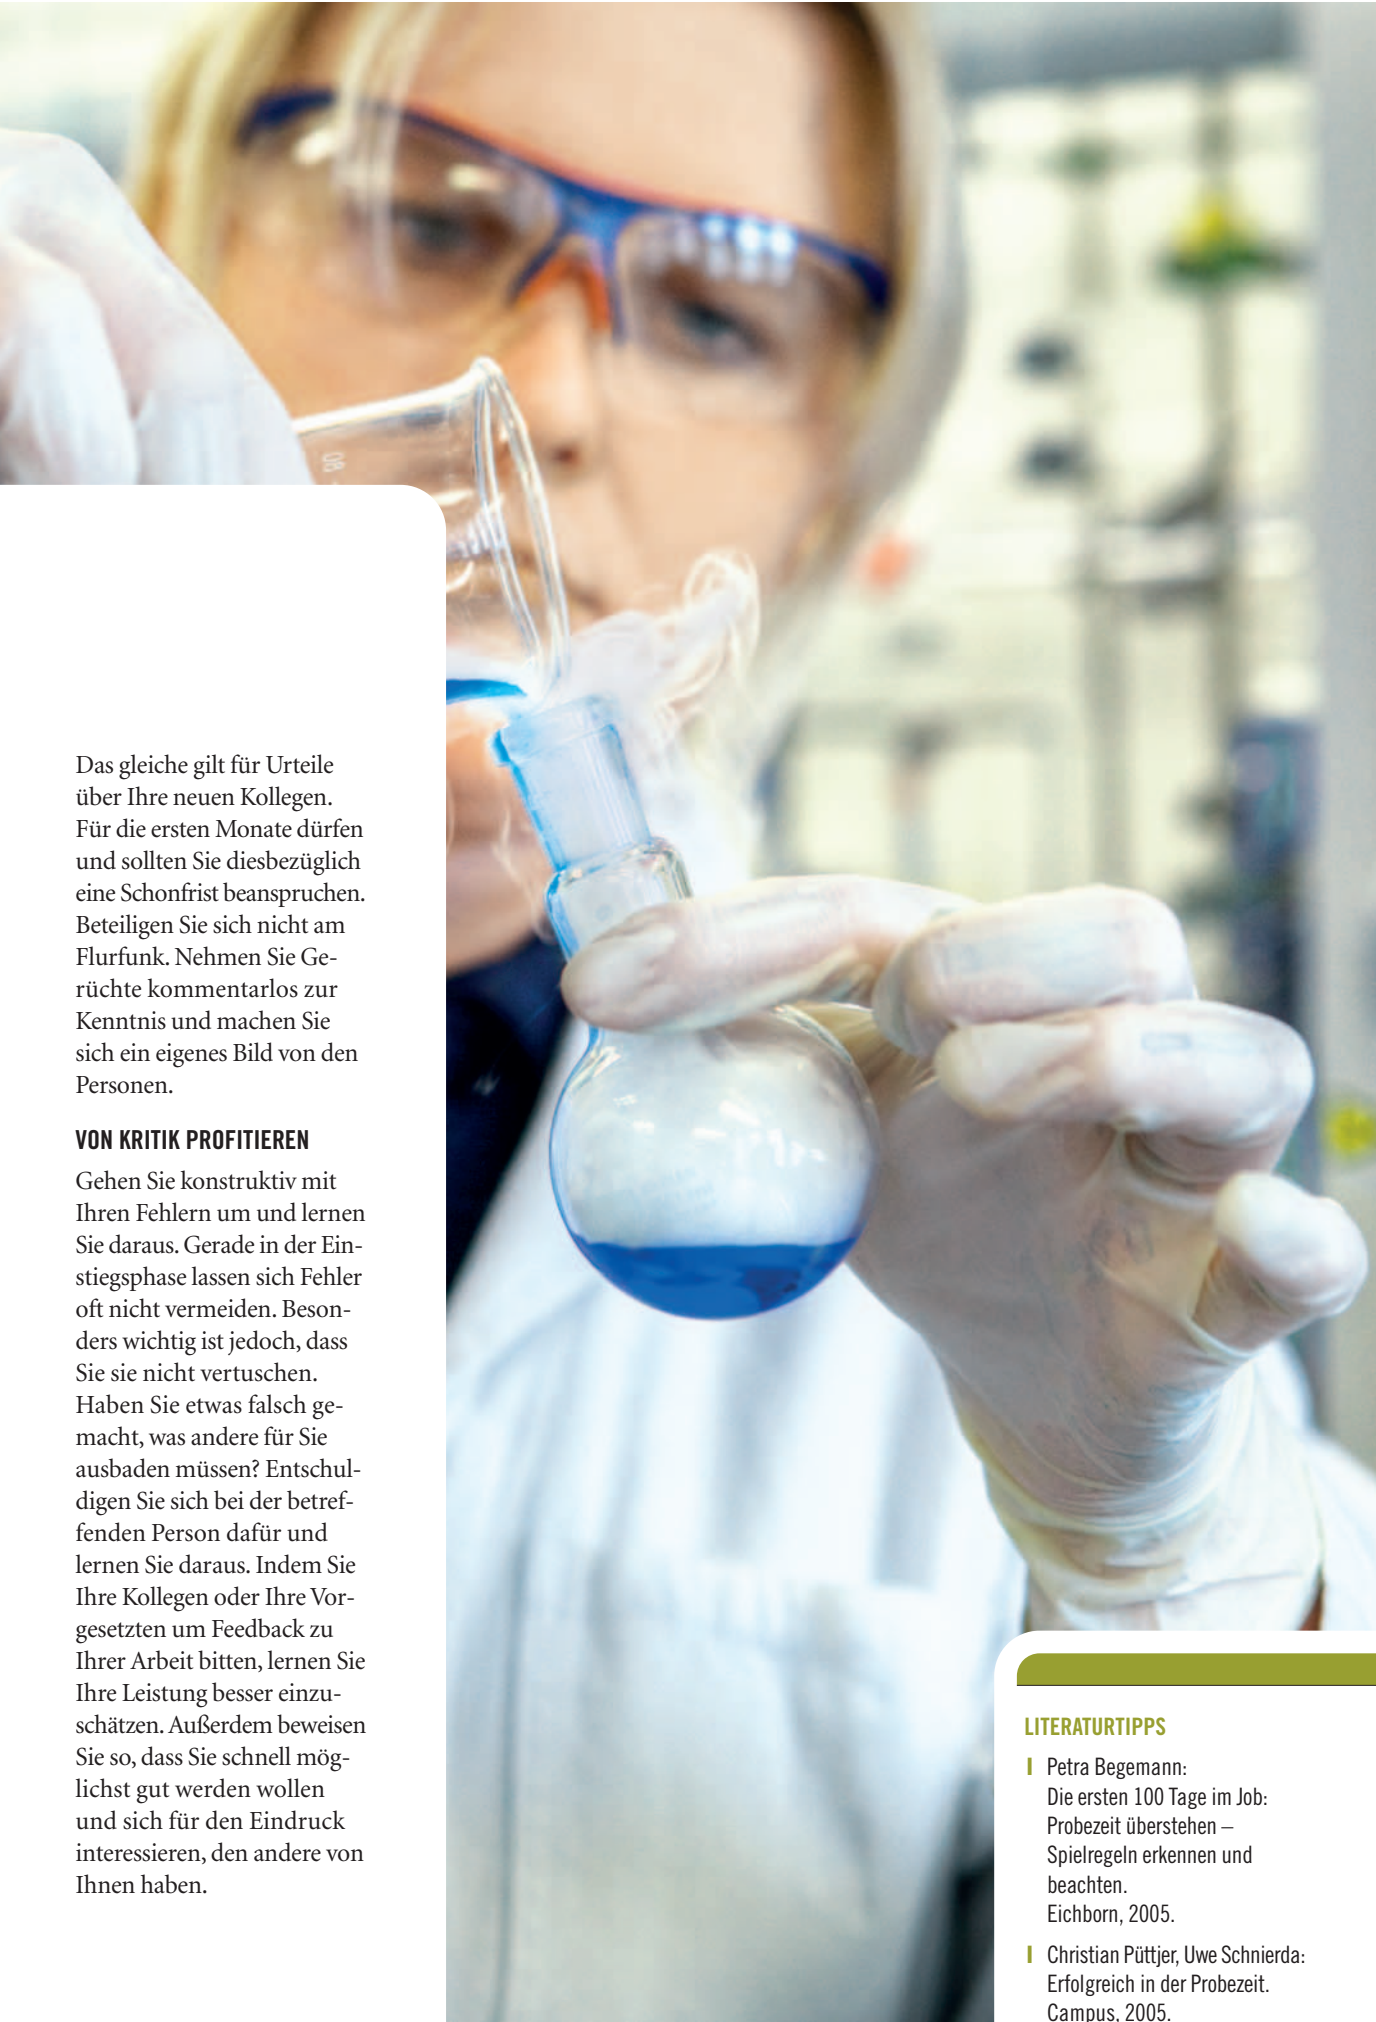 Das gleiche gilt für Urteile
über Ihre neuen Kollegen.
Für die ersten Monate dürfen
und sollten Sie diesbezüglich
eine Schonfrist beanspruchen.
Beteiligen Sie sich nicht am
Flurfunk. Nehmen Sie Ge-
rüchte kommentarlos zur
Kenntnis und machen Sie
sich ein eigenes Bild von den
Personen.
VON KRITIK PROFITIEREN
Gehen Sie konstruktiv mit
Ihren Fehlern um und lernen
Sie daraus. Gerade in der Ein-
stiegsphase lassen sich Fehler
oft nicht vermeiden. Beson-
ders wichtig ist jedoch, dass
Sie sie nicht vertuschen.
Haben Sie etwas falsch ge-
macht, was andere für Sie
ausbaden müssen? Entschul-
digen Sie sich bei der betref-
fenden Person dafür und
lernen Sie daraus. Indem Sie
Ihre Kollegen oder Ihre Vor-
gesetzten um Feedback zu
Ihrer Arbeit bitten, lernen Sie
Ihre Leistung besser einzu-
schätzen. Außerdem beweisen
Sie so, dass Sie schnell mög-
lichst gut werden wollen
und sich für den Eindruck
interessieren, den andere von
Ihnen haben.
LITERATURTIPPS
Petra Begemann:
Die ersten 100 Tage im Job:
Probezeit überstehen –
Spielregeln erkennen und
beachten.
Eichborn, 2005.
Christian Püttjer, Uwe Schnierda:
Erfolgreich in der Probezeit.
Campus, 2005.